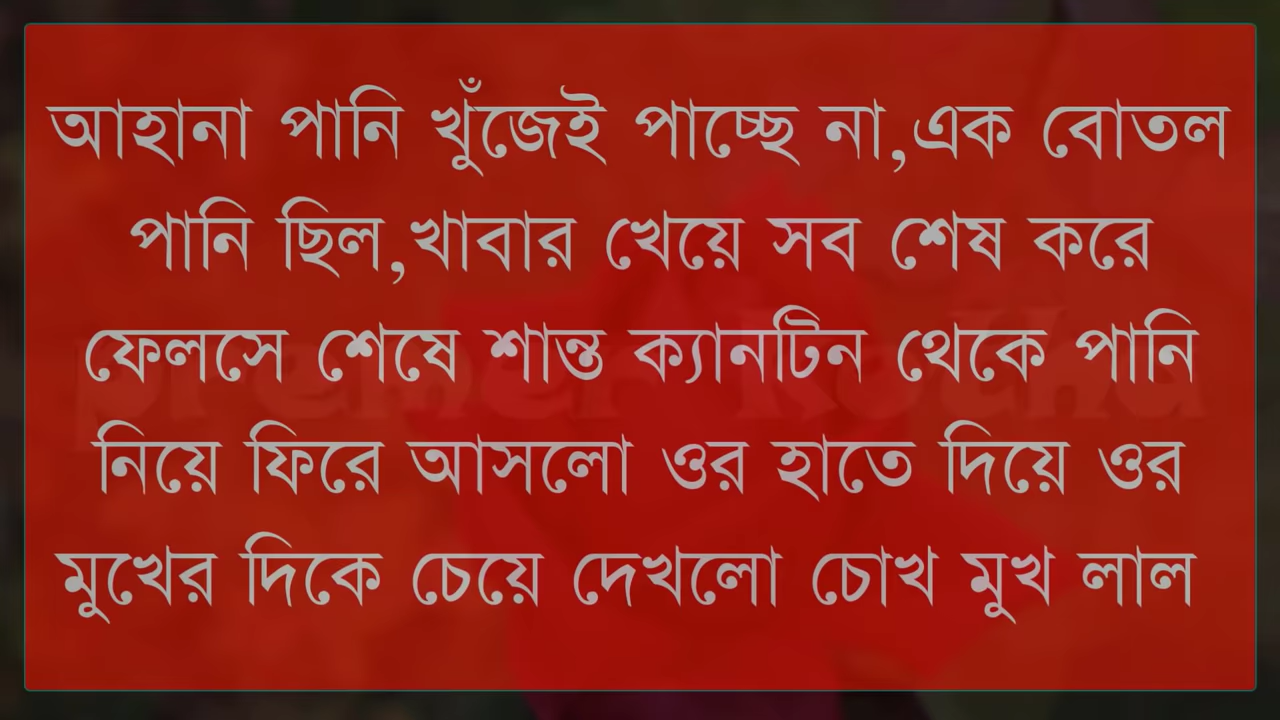 আহানা পানি খুঁজেই পাচ্ছে না,এক বোতল
পানি ছিল,খাবার খেয়ে সব শেষ করে
ফেলসে শেষে শান্ত ক্যানটিন থেকে পানি
নিয়ে ফিরে আসলো ওর হাতে দিয়ে ওর
মুখের দিকে চেয়ে দেখলো চোখ মুখ লাল